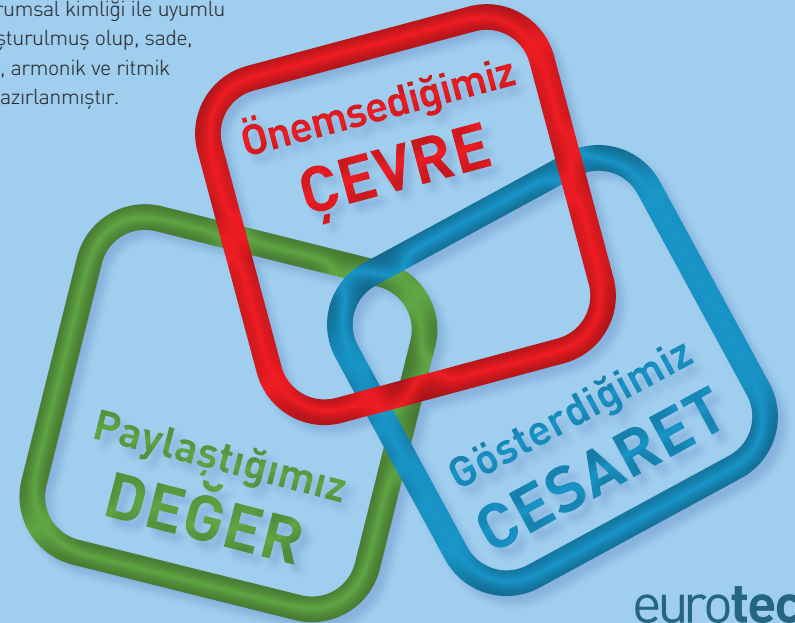 rumsal kimliği ile uyumlu
şturulmuş olup, sade,
, armonik ve ritmik
azırlanmıştır.
Önemsediğimiz
ÇEVRE
Paylaştığımız
DEĞER
Gösterdiğimiz
CESARET
eurotec